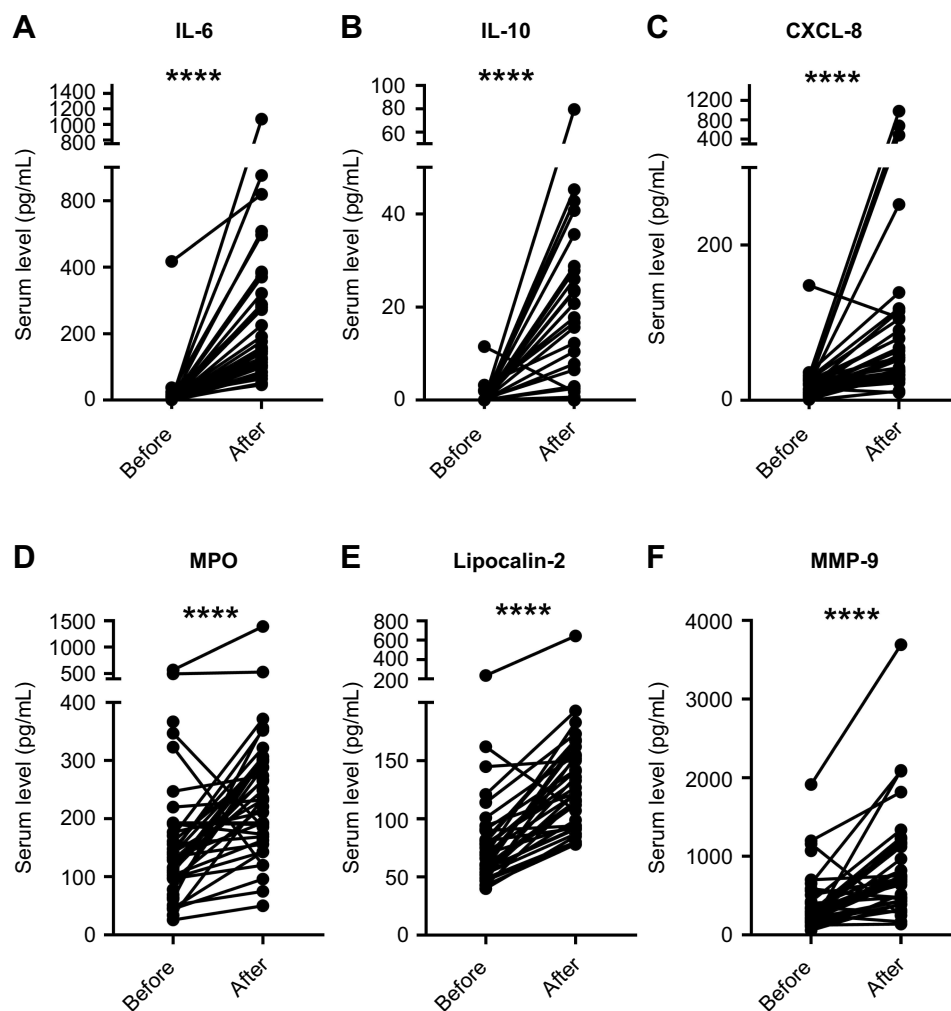 A IL-6
****
Serum level (pg/mL)
1400
1200
1000
800
800
400
200
0
Before After
B IL-10
****
Serum level (pg/mL)
100
80
60
40
20
0
Before After
C CXCL-8
****
Serum level (pg/mL)
1200
800
400
200
0
Before After
D MPO
****
Serum level (pg/mL)
1500
1000
500
400
300
200
100
0
Before After
E Lipocalin-2
****
Serum level (pg/mL)
800
600
400
200
150
100
50
0
Before After
F MMP-9
****
Serum level (pg/mL)
4000
3000
2000
1000
0
Before After